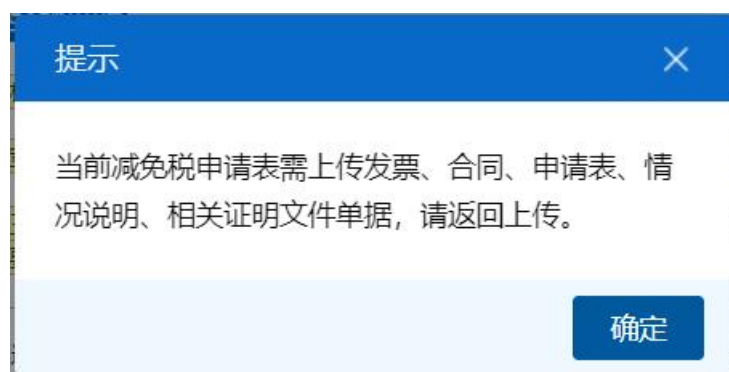 提示
当前减免税申请表需上传发票、合同、申请表、情
况说明、相关证明文件单据，请返回上传。
确定